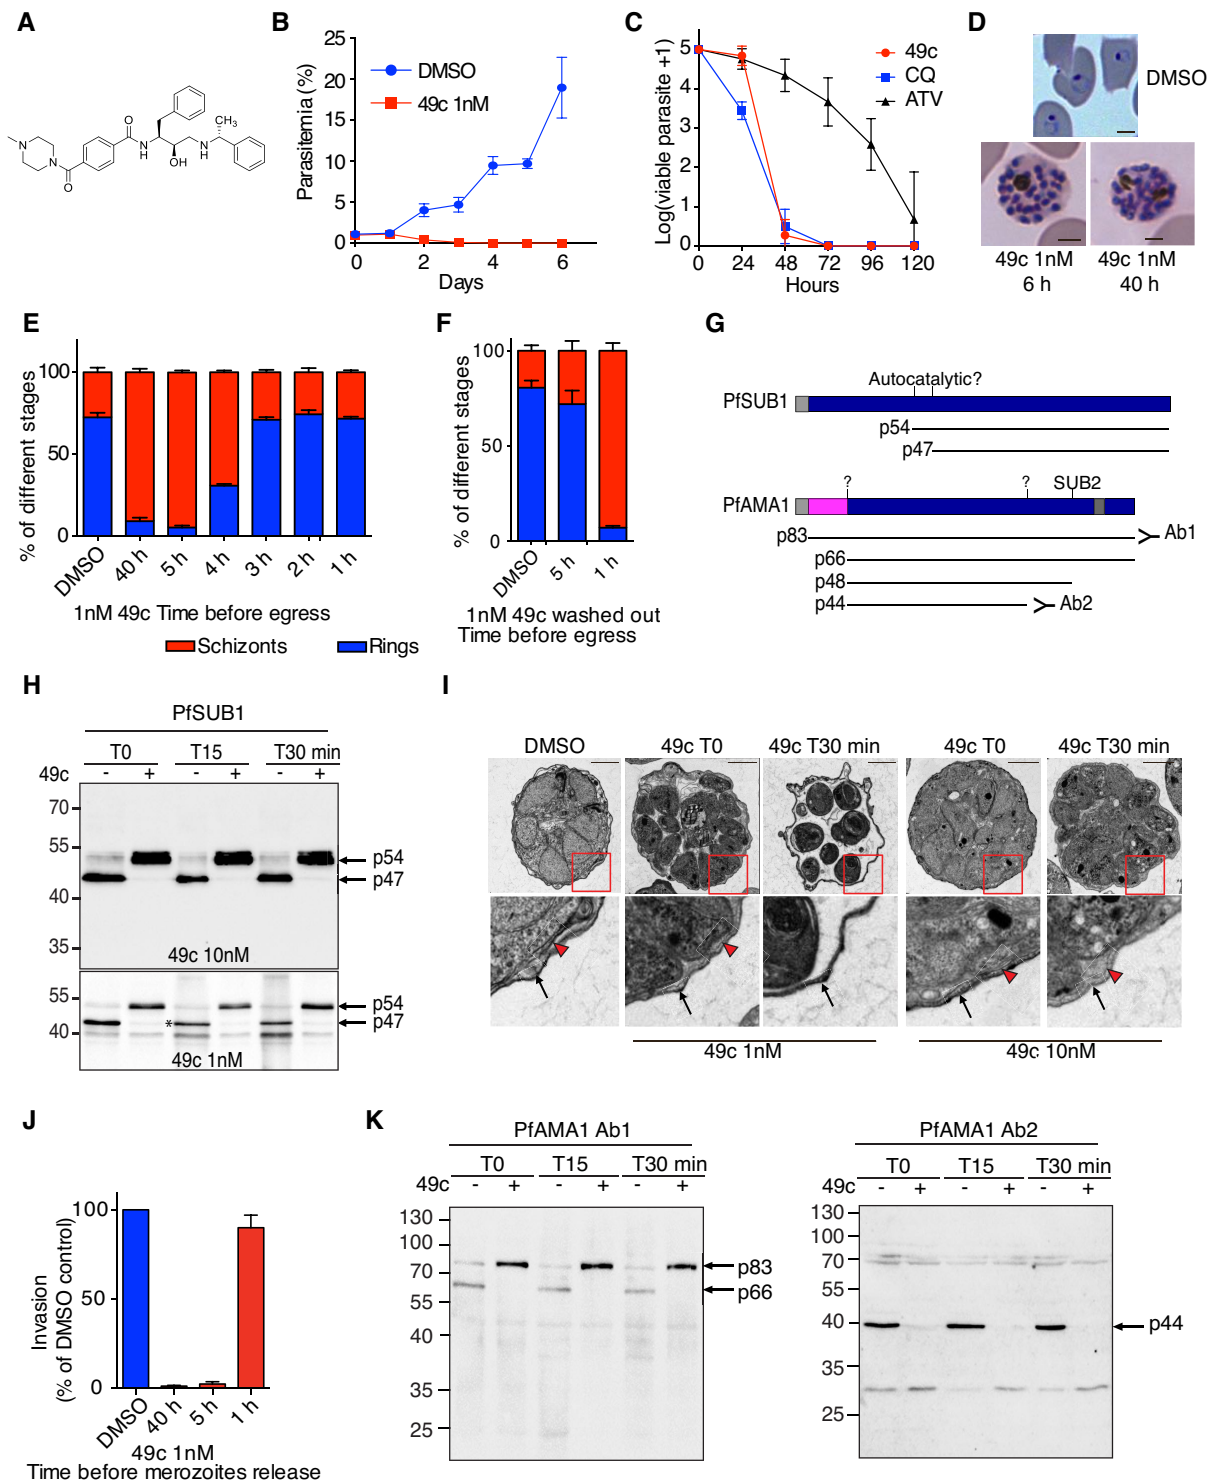 A
CH3
O
N
H
OH
N
H
N
N
O
B
Parasitemia (%)
25
20
15
10
5
0
DMSO
49c 1nM
0 2 4 6
Days
C
Log(viable parasite +1)
5
4
3
2
1
0
49c
CQ
ATV
0 24 48 72 96 120
Hours
D
DMSO
49c 1nM 49c 1nM
6 h 40 h
E
% of different stages
100
50
0
DMSO 40 h 5 h 4 h 3 h 2 h 1 h
1nM 49c Time before egress
Schizonts Rings
F
% of different stages
100
50
0
DMSO 5 h 1 h
1nM 49c washed out
Time before egress
G
Autocatalytic?
PfSUB1
p54
p47
? ? SUB2
PfAMA1
p83 Ab1
p66
p48
p44 Ab2
H
PfSUB1
T0 T15 T30 min
49c - + - + - +
70
55
40
35
p54
p47
49c 10nM
55
40
*
p54
p47
49c 1nM
I
DMSO 49c T0 49c T30 min 49c T0 49c T30 min
49c 1nM 49c 10nM
J
Invasion
(% of DMSO control)
100
50
0
DMSO 40 h 5 h 1 h
49c 1nM
Time before merozoites release
K
PfAMA1 Ab1
T0 T15 T30 min
49c - + - + - +
130
100
70
55
40
35
25
p83
p66
PfAMA1 Ab2
T0 T15 T30 min
49c - + - + - +
130
100
70
55
40
35
25
p44